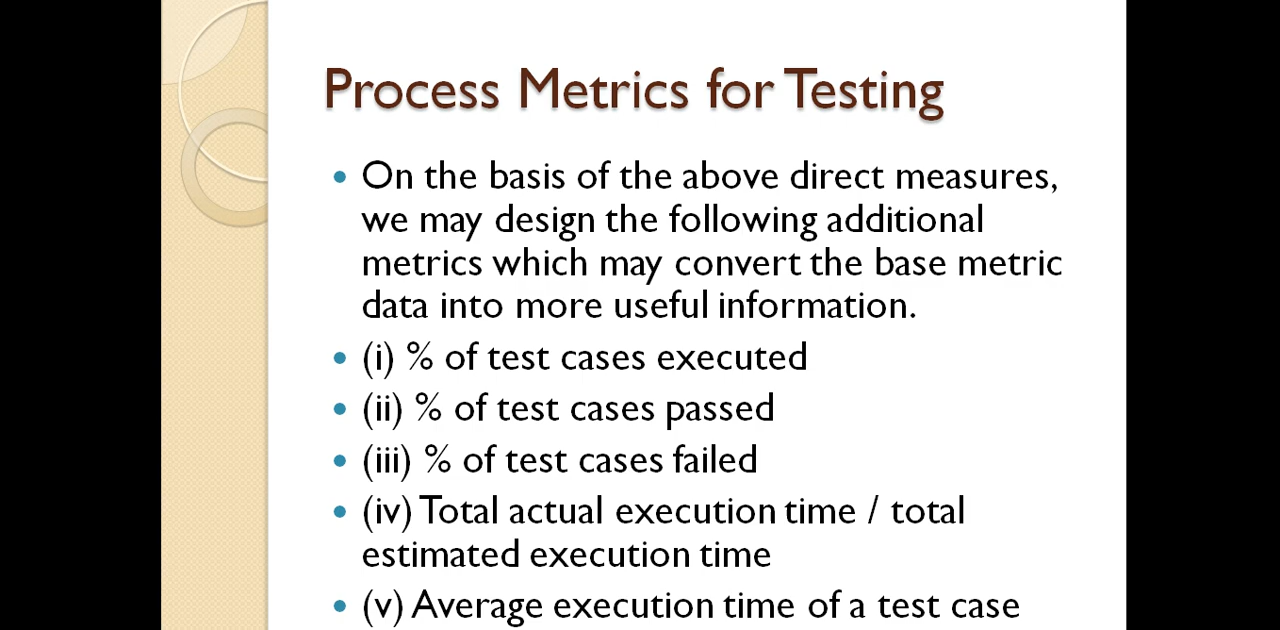 Process Metrics for Testing
On the basis of the above direct measures,
we may design the following additional
metrics which may convert the base metric
data into more useful information.
(i) % of test cases executed
(ii) % of test cases passed
(iii) % of test cases failed
(iv) Total actual execution time / total
estimated execution time
(v) Average execution time of a test case